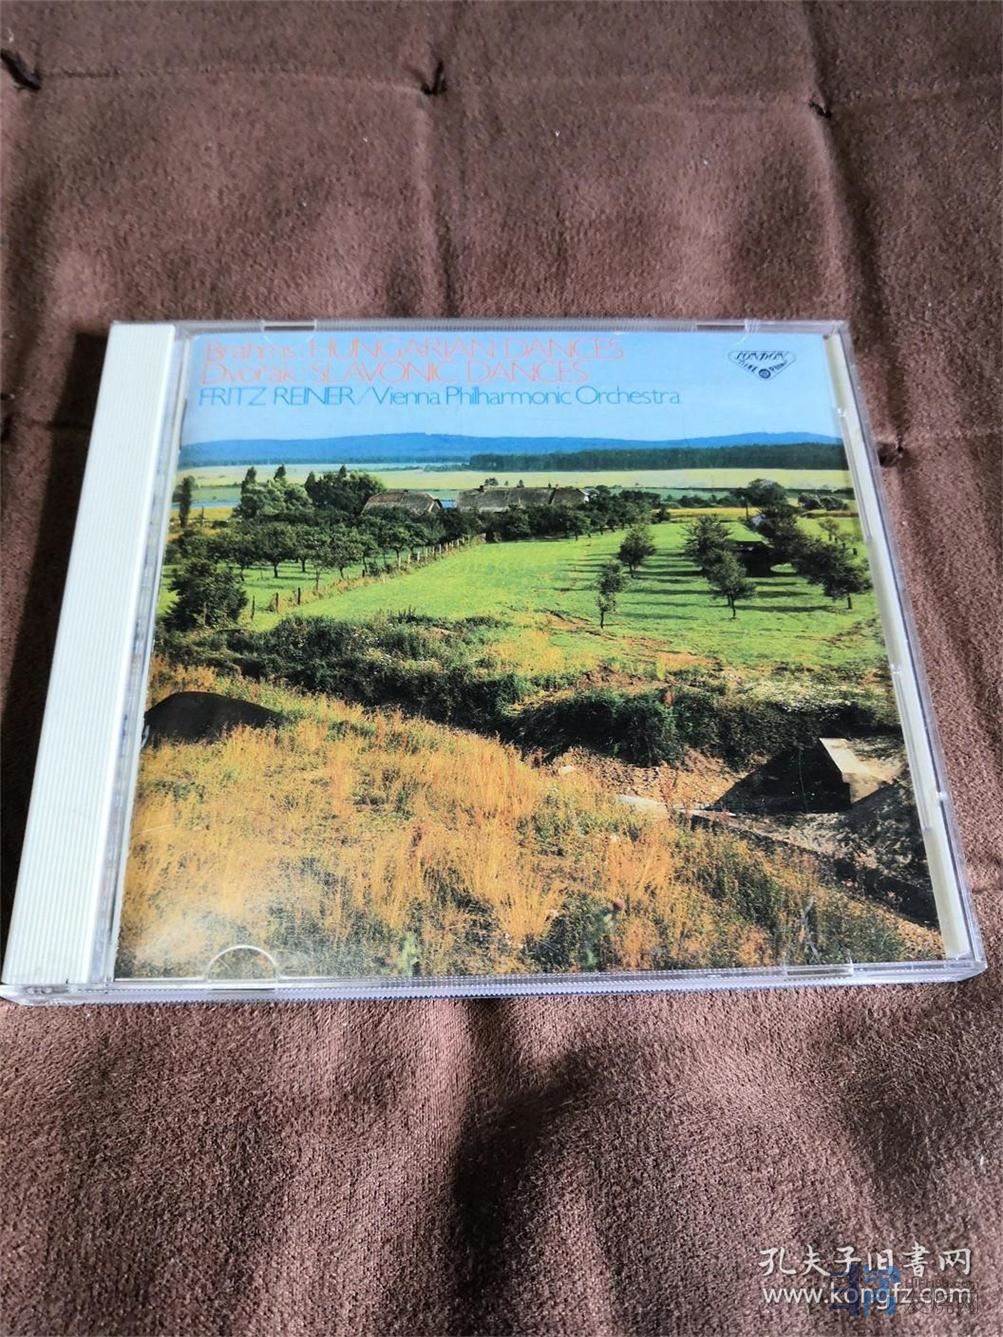 Brahms: HUNGARIAN DANCES
Dvorák: SLAVONIC DANCES
FRITZ REINER/Vienna Philharmonic Orchestra
LONDON
孔夫子旧书网
www.kongfz.com